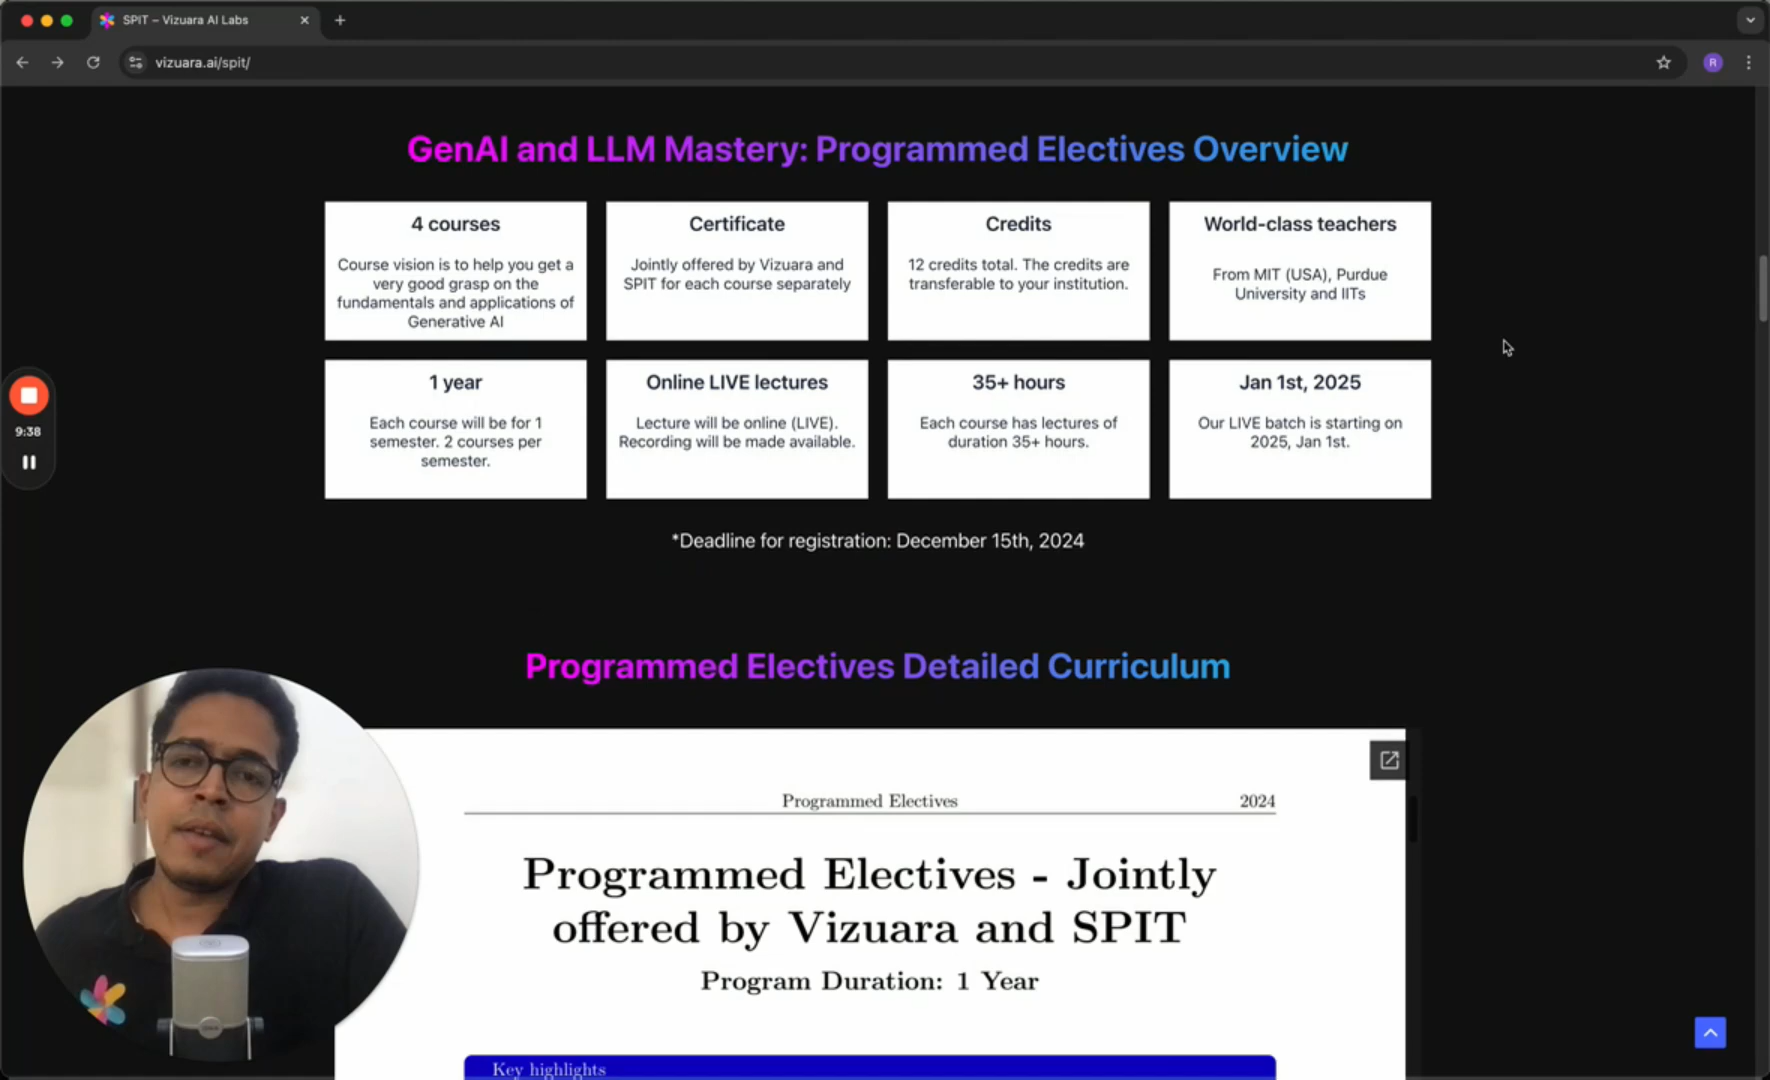 SPIT – Vizuara AI Labs
vizuara.ai/spit/
R
GenAI and LLM Mastery: Programmed Electives Overview
4 courses
Course vision is to help you get a
very good grasp on the
fundamentals and applications of
Generative AI
Certificate
Jointly offered by Vizuara and
SPIT for each course separately
Credits
12 credits total. The credits are
transferable to your institution.
World-class teachers
From MIT (USA), Purdue
University and IITs
1 year
Each course will be for 1
semester. 2 courses per
semester.
Online LIVE lectures
Lecture will be online (LIVE).
Recording will be made available.
35+ hours
Each course has lectures of
duration 35+ hours.
Jan 1st, 2025
Our LIVE batch is starting on
2025, Jan 1st.
9:38
*Deadline for registration: December 15th, 2024
Programmed Electives Detailed Curriculum
Programmed Electives 2024
Programmed Electives - Jointly
offered by Vizuara and SPIT
Program Duration: 1 Year
Key highlights